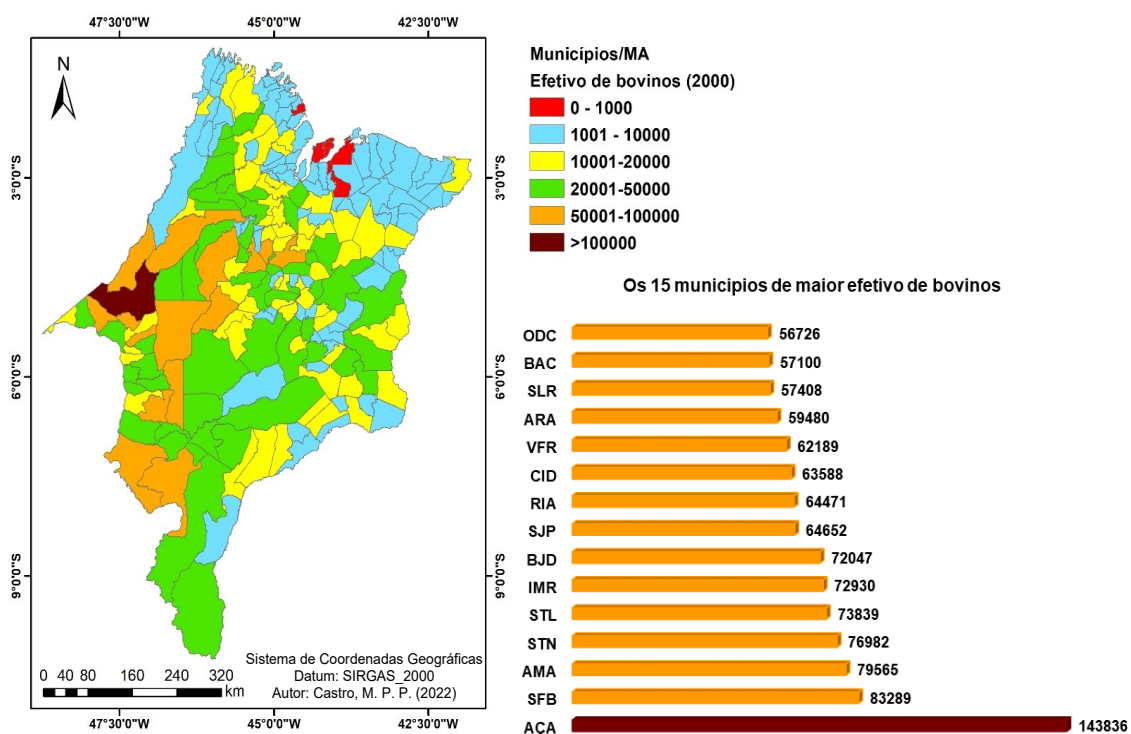 47°30'0"W 45°0'0"W 42°30'0"W
N
3°0'0"S
6°0'0"S
9°0'0"S
3°0'0"S
6°0'0"S
9°0'0"S
Sistema de Coordenadas Geográficas
Datum: SIRGAS_2000
Autor: Castro, M. P. P. (2022)
0 40 80 160 240 320
km
47°30'0"W 45°0'0"W 42°30'0"W
Municípios/MA
Efetivo de bovinos (2000)
0 - 1000
1001 - 10000
10001-20000
20001-50000
50001-100000
>100000
Os 15 municipios de maior efetivo de bovinos
ODC 56726
BAC 57100
SLR 57408
ARA 59480
VFR 62189
CID 63588
RIA 64471
SJP 64652
BJD 72047
IMR 72930
STL 73839
STN 76982
AMA 79565
SFB 83289
ACA 143836